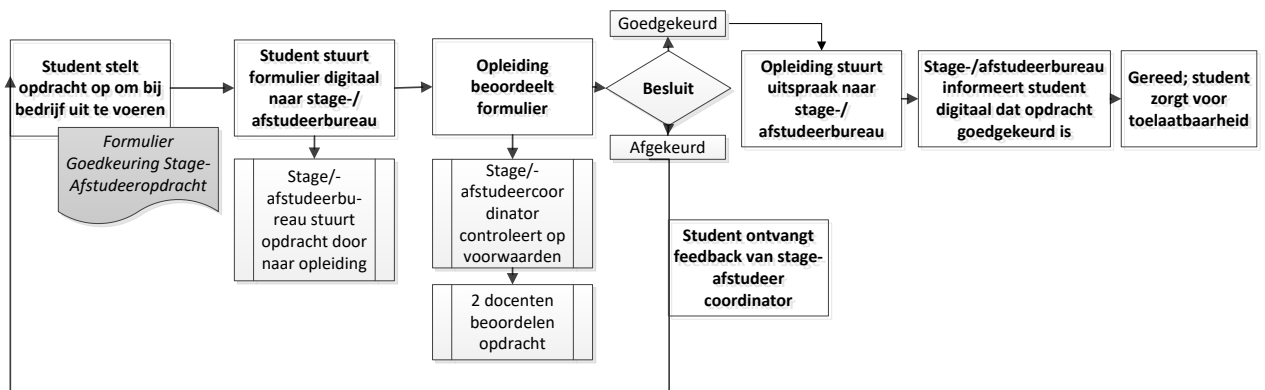 Student stelt
opdracht op om bij
bedrijf uit te voeren
Formulier
Goedkeuring Stage-
Afstudeeropdracht
Student stuurt
formulier digitaal
naar stage-/
afstudeerbureau
Stage/-
afstudeerbu-
reau stuurt
opdracht door
naar opleiding
Opleiding
beoordeelt
formulier
Stage/-
afstudeercoor
dinator
controleert op
voorwaarden
2 docenten
beoordelen
opdracht
Goedgekeurd
Besluit
Afgekeurd
Student ontvangt
feedback van stage-
afstudeer
coordinator
Opleiding stuurt
uitspraak naar
stage-/
afstudeerbureau
Stage-/afstudeerbureau
informeert student
digitaal dat opdracht
goedgekeurd is
Gereed; student
zorgt voor
toelaatbaarheid